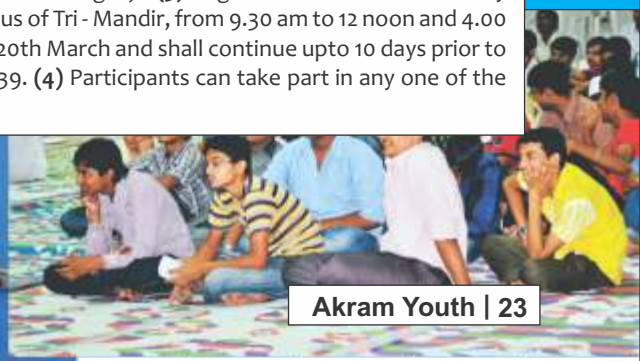 us of Tri - Mandir, from 9.30 am to 12 noon and 4.00
20th March and shall continue upto 10 days prior to
39. (4) Participants can take part in any one of the
Akram Youth | 23